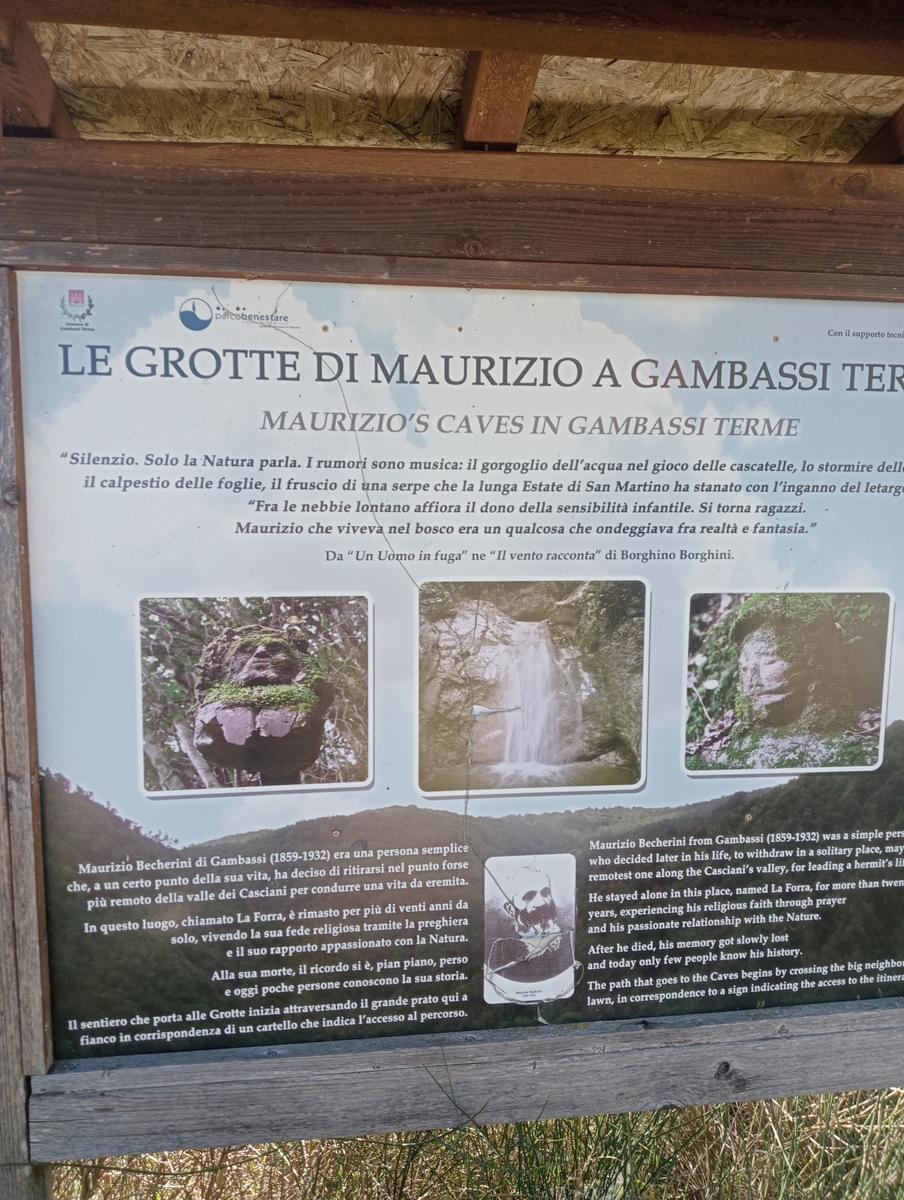 Comune di
Gambassi Terme
parcobenessere
Con il supporto
LE GROTTE DI MAURIZIO A GAMBASSI TER
MAURIZIO'S CAVES IN GAMBASSI TERME
"Silenzio. Solo la Natura parla. I rumori sono musica: il gorgoglio dell'acqua nel gioco delle cascatelle, lo stormire
il calpestio delle foglie, il fruscio di una serpe che la lunga Estate di San Martino ha stanato con l'inganno del
"Fra le nebbie lontano affiora il dono della sensibilità infantile. Si torna ragazzi.
Maurizio che viveva nel bosco era un qualcosa che ondeggiava fra realtà e fantasia."
Da "Un Uomo in fuga" ne "Il vento racconta" di Borghino Borghini.
Maurizio Becherini di Gambassi (1859-1932) era una persona semplice
che, a un certo punto della sua vita, ha deciso di ritirarsi nel punto forse
più remoto della valle dei Casciani per condurre una vita da eremita.
In questo luogo, chiamato La Forra, è rimasto per più di venti anni da
solo, vivendo la sua fede religiosa tramite la preghiera
e il suo rapporto appassionato con la Natura.
Alla sua morte, il ricordo si è, pian piano, perso
e oggi poche persone conoscono la sua storia.
Il sentiero che porta alle Grotte inizia attraversando il grande prato qui a
fianco in corrispondenza di un cartello che indica l'accesso al percorso.
Maurizio Becherini from Gambassi (1859-1932) was a simple
who decided later in his life, to withdraw in a solitary place,
remotest one along the Casciani's valley, for leading a hermit's
He stayed alone in this place, named La Forra, for more than
years, experiencing his religious faith through prayer
and his passionate relationship with the Nature.
After he died, his memory got slowly lost
and today only few people know his history.
The path that goes to the Caves begins by crossing the big
lawn, in correspondence to a sign indicating the access to the